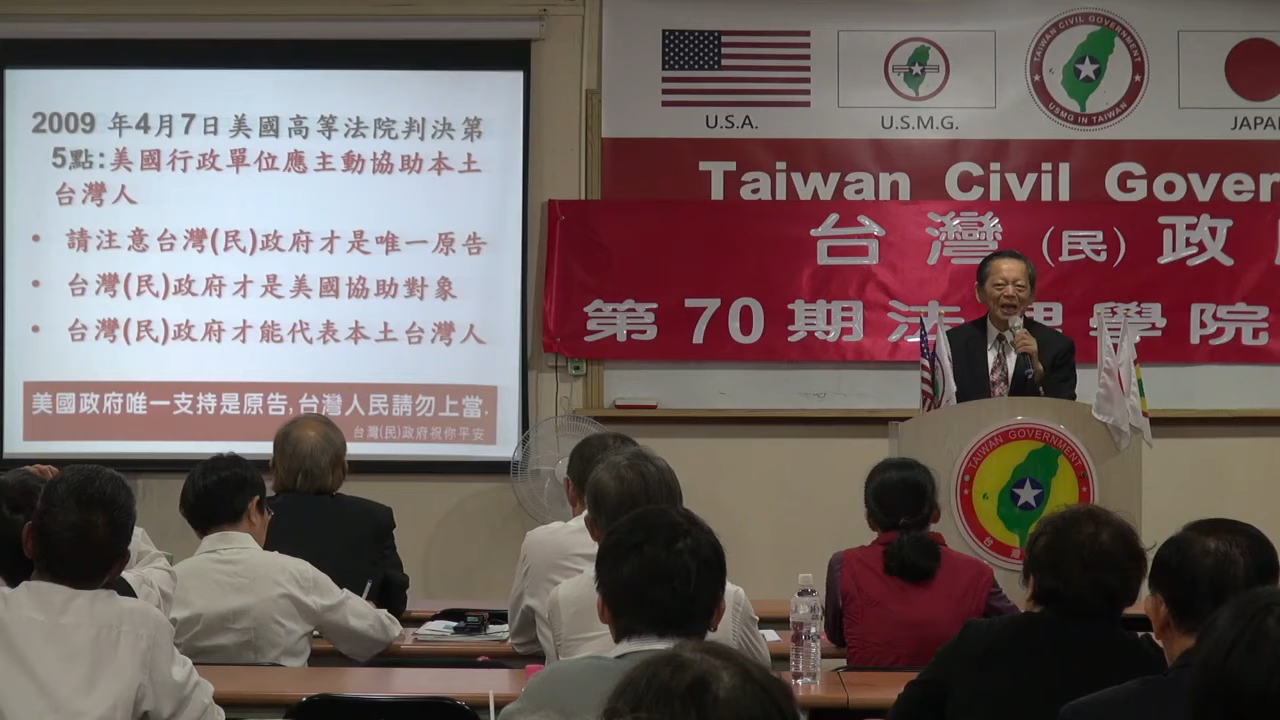 2009 年4月7日美國高等法院判決第
5點:美國行政單位應主動協助本土
台灣人
• 請注意台灣(民)政府才是唯一原告
• 台灣(民)政府才是美國協助對象
• 台灣(民)政府才能代表本土台灣人
美國政府唯一支持是原告,台灣人民請勿上當.
台灣(民)政府祝你平安
U.S.A.
U.S.M.G.
TAIWAN CIVIL GOVERNMENT
USMG IN TAIWAN
JAPAN
Taiwan Civil Gover
台灣(民)政
第70期法理學院
TAIWAN GOVERNMENT
台